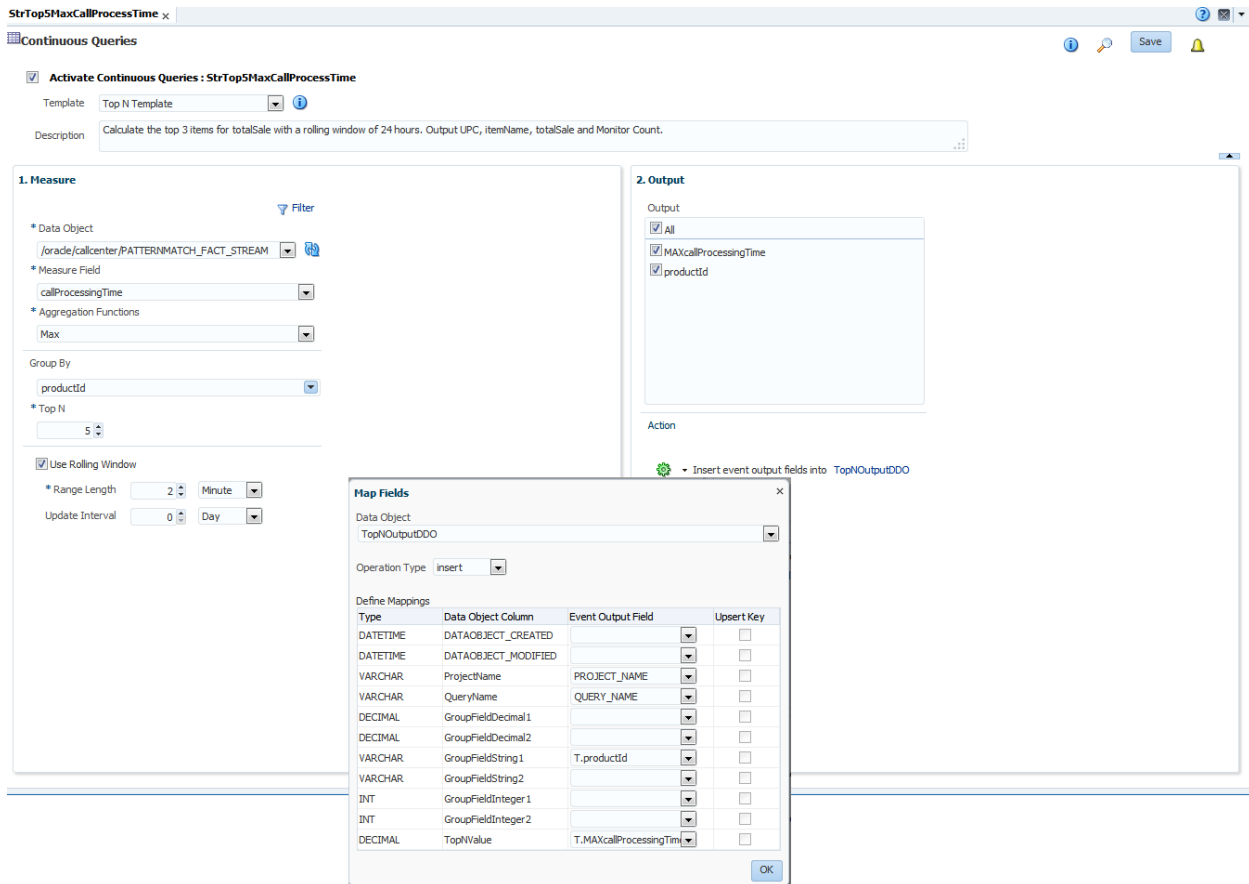 StrTop5MaxCallProcessTime x
Continuous Queries
Save
Activate Continuous Queries : StrTop5MaxCallProcessTime
Template Top N Template
Description Calculate the top 3 items for totalSale with a rolling window of 24 hours. Output UPC, itemName, totalSale and Monitor Count.
1. Measure
Filter
* Data Object
/oracle/callcenter/PATTERNMATCH_FACT_STREAM
* Measure Field
callProcessingTime
* Aggregation Functions
Max
Group By
productId
* Top N
5
Use Rolling Window
* Range Length 2 Minute
Update Interval 0 Day
2. Output
Output
All
MAXcallProcessingTime
productId
Action
Insert event output fields into TopNOutputDDO
Map Fields x
Data Object
TopNOutputDDO
Operation Type insert
Define Mappings
Type Data Object Column Event Output Field Upsert Key
DATETIME DATAOBJECT_CREATED
DATETIME DATAOBJECT_MODIFIED
VARCHAR ProjectName PROJECT_NAME
VARCHAR QueryName QUERY_NAME
DECIMAL GroupFieldDecimal1
DECIMAL GroupFieldDecimal2
VARCHAR GroupFieldString1 T.productId
VARCHAR GroupFieldString2
INT GroupFieldInteger1
INT GroupFieldInteger2
DECIMAL TopNValue T.MAXcallProcessingTim
OK